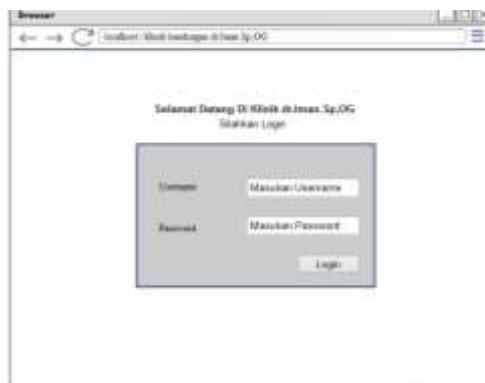 Browser
Selamat Datang Di Klinik dr.Iman.Sp,OG
Silahkan Login
Username
Masukan Username
Password
Masukan Password
Login